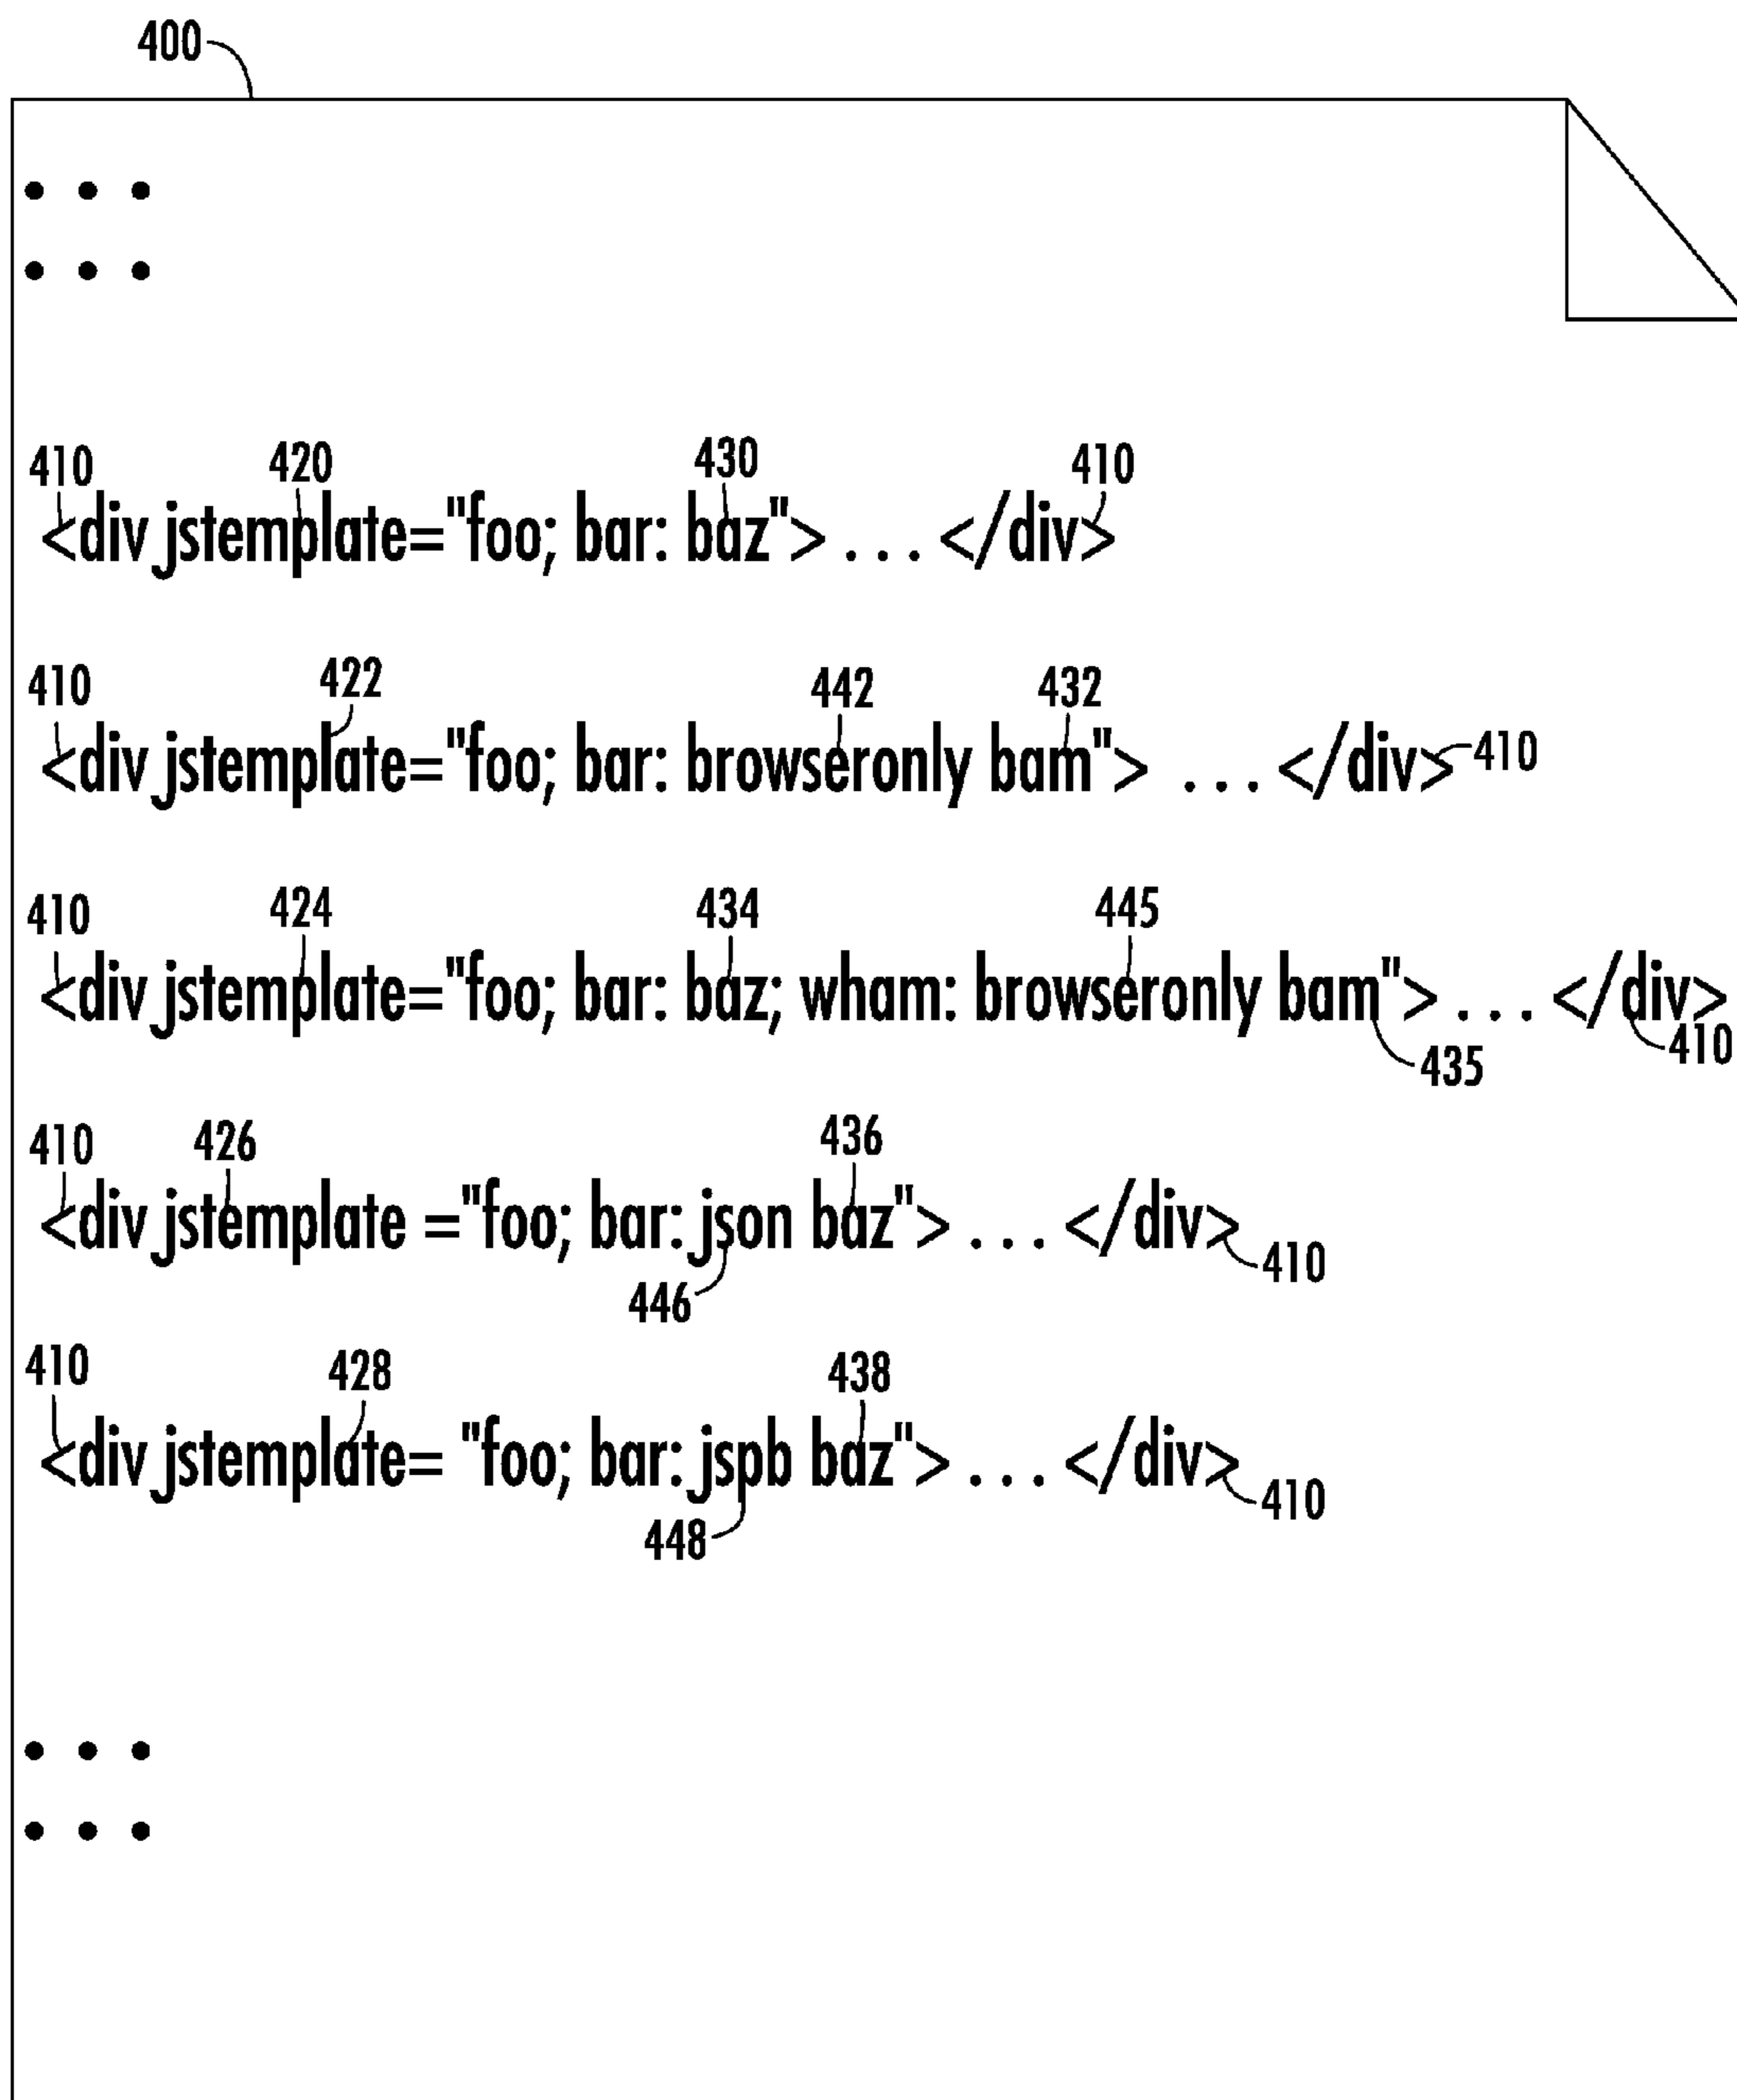 400
• • •
• • •
410 420 430 410
<div jstemplate="foo; bar: baz"> . . . </div>
410 422 442 432
<div jstemplate="foo; bar: browseronly bam"> . . . </div> 410
410 424 434 445
<div jstemplate="foo; bar: baz; wham: browseronly bam"> . . . </div>
435 410
410 426 436
<div jstemplate ="foo; bar: json baz"> . . . </div>
446 410
410 428 438
<div jstemplate= "foo; bar: jspb baz"> . . . </div>
448 410
• • •
• • •